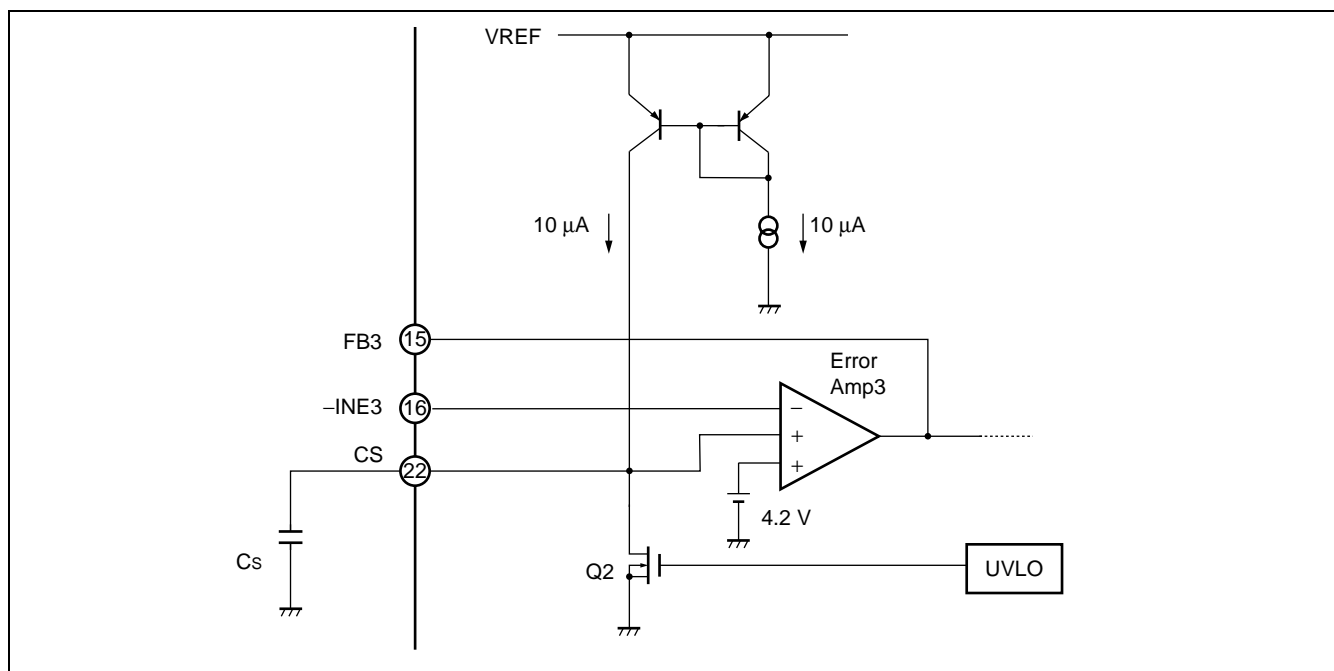 VREF
10 μA
10 μA
FB3
15
Error
Amp3
–INE3
16
−
CS
22
+
+
4.2 V
Cs
Q2
UVLO